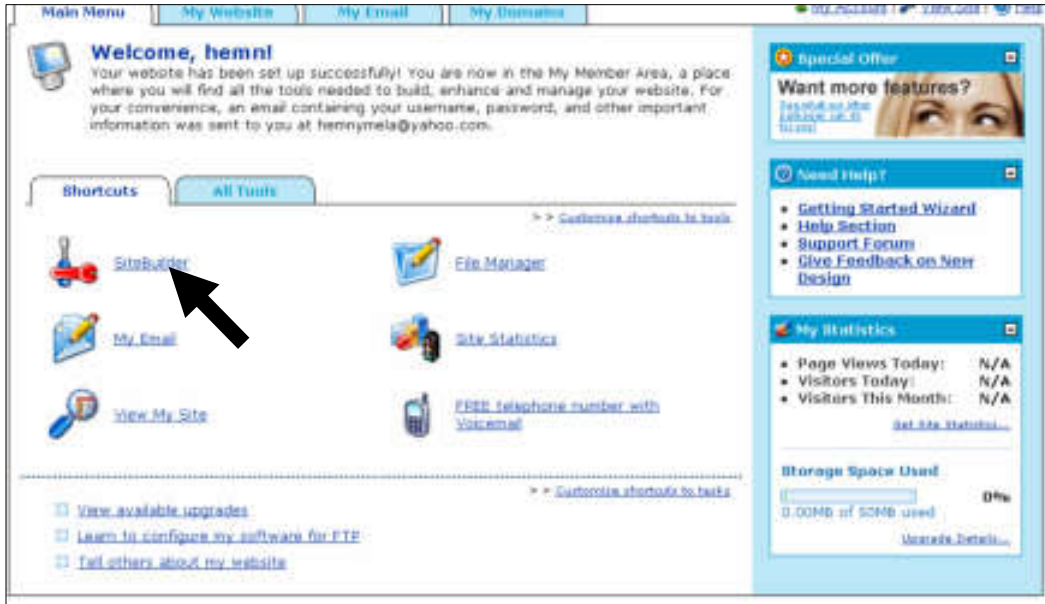 Main Menu
My Website
My Email
My Domains
My Account
View
Help
Welcome, hemn!
Your website has been set up successfully! You are now in the My Member Area, a place
where you will find all the tools needed to build, enhance and manage your website. For
your convenience, an email containing your username, password, and other important
information was sent to you at hemnymela@yahoo.com.
Shortcuts
All Tools
> > Customize shortcuts to tools
SiteBuilder
File Manager
My Email
Site Statistics
View My Site
FREE telephone number with
Voicemail
> > Customize shortcuts to tasks
View available upgrades
Learn to configure my software for FTP
Tell others about my website
Special Offer
Want more features?
Need Help?
Getting Started Wizard
Help Section
Support Forum
Give Feedback on New
Design
My Statistics
Page Views Today: N/A
Visitors Today: N/A
Visitors This Month: N/A
Get Site Statistics...
Storage Space Used
0%
0.00MB of 50MB used
Upgrade Details...